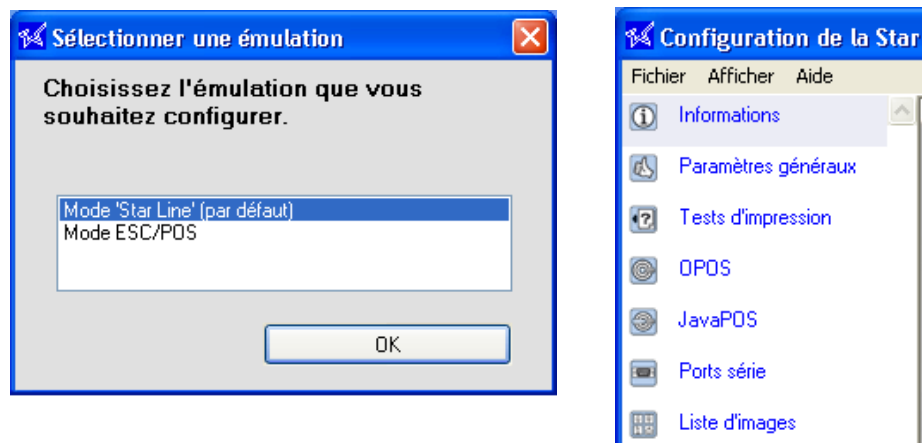 Sélectionner une émulation
Choisissez l'émulation que vous
souhaitez configurer.
Mode 'Star Line' (par défaut)
Mode ESC/POS
OK
Configuration de la Star
Fichier Afficher Aide
Informations
Paramètres généraux
Tests d'impression
OPOS
JavaPOS
Ports série
Liste d'images